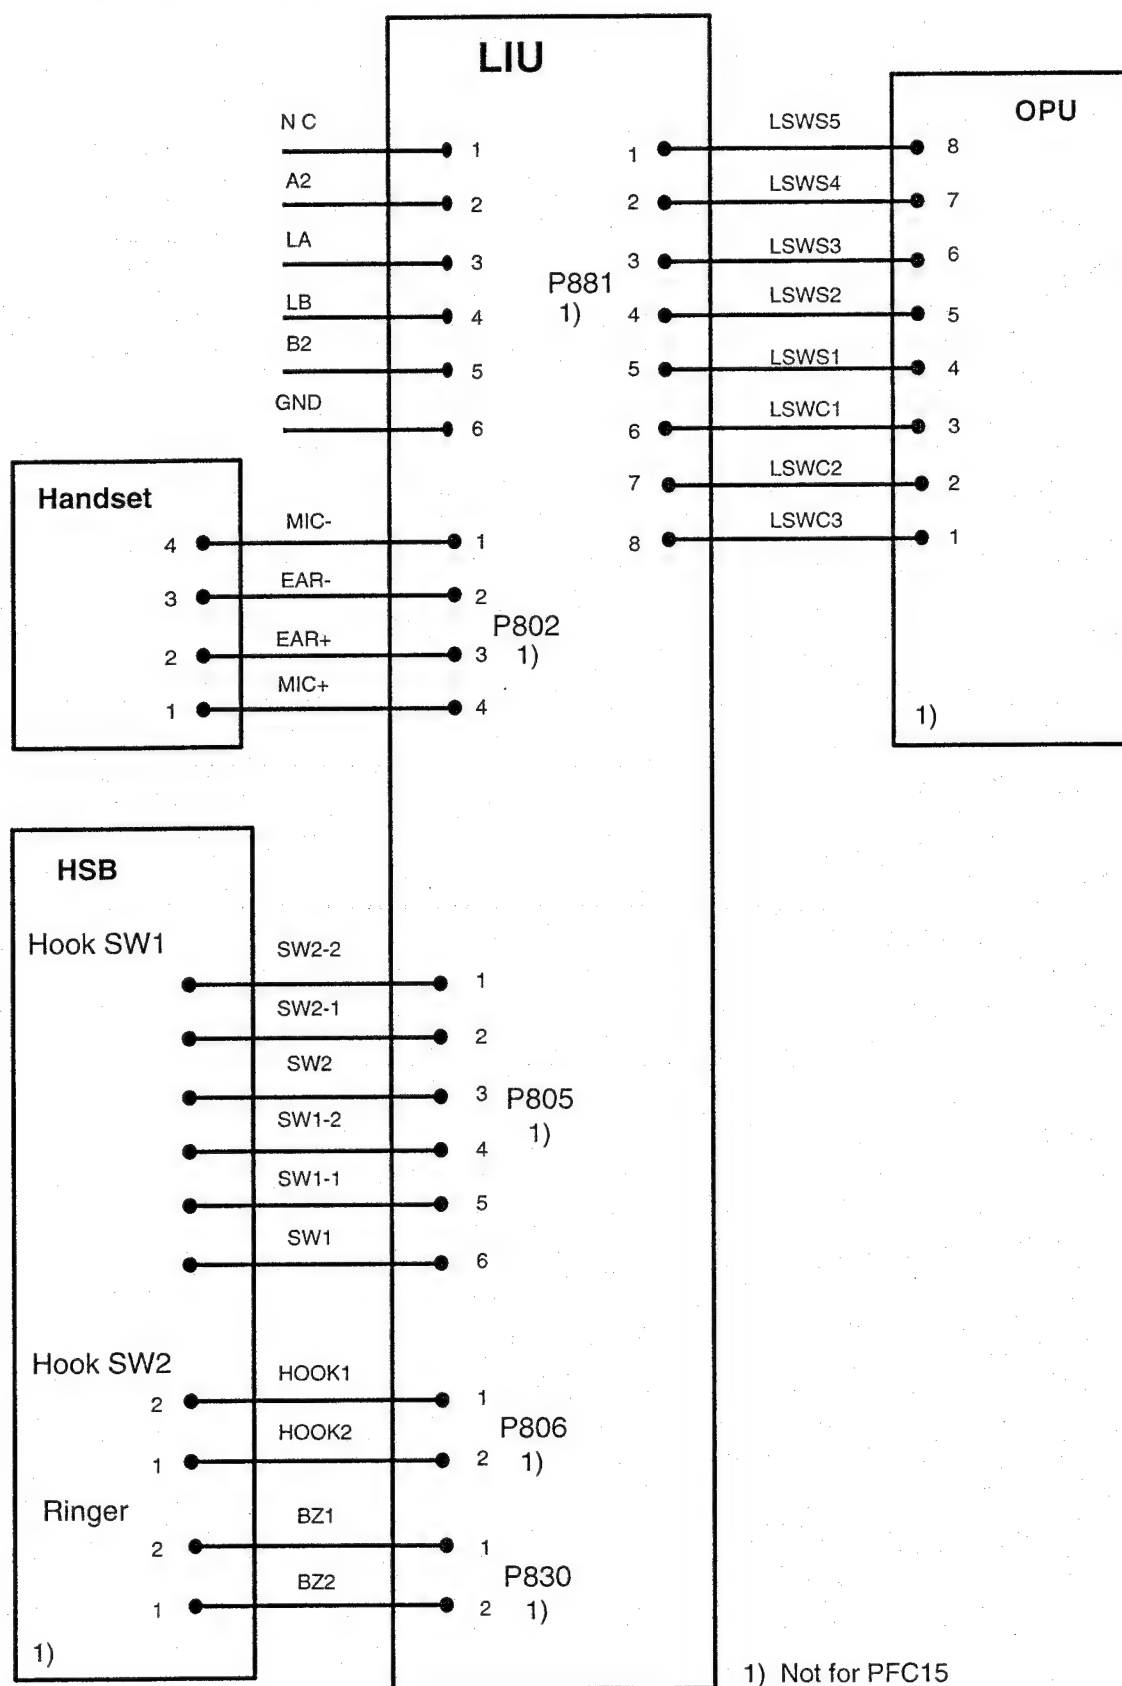 LIU
OPU
N C
1
A2
2
LA
3
LB
4
B2
5
GND
6
1 LSWS5 8
2 LSWS4 7
3 LSWS3 6
P881
1)
4 LSWS2 5
5 LSWS1 4
6 LSWC1 3
7 LSWC2 2
8 LSWC3 1
1)
Handset
4 MIC- 1
3 EAR- 2
P802
1)
2 EAR+ 3
1 MIC+ 4
HSB
Hook SW1
SW2-2 1
SW2-1 2
SW2 3
P805
1)
SW1-2 4
SW1-1 5
SW1 6
Hook SW2
2 HOOK1 1
P806
1)
1 HOOK2 2
Ringer
2 BZ1 1
P830
1)
1 BZ2 2
1)
1) Not for PFC15